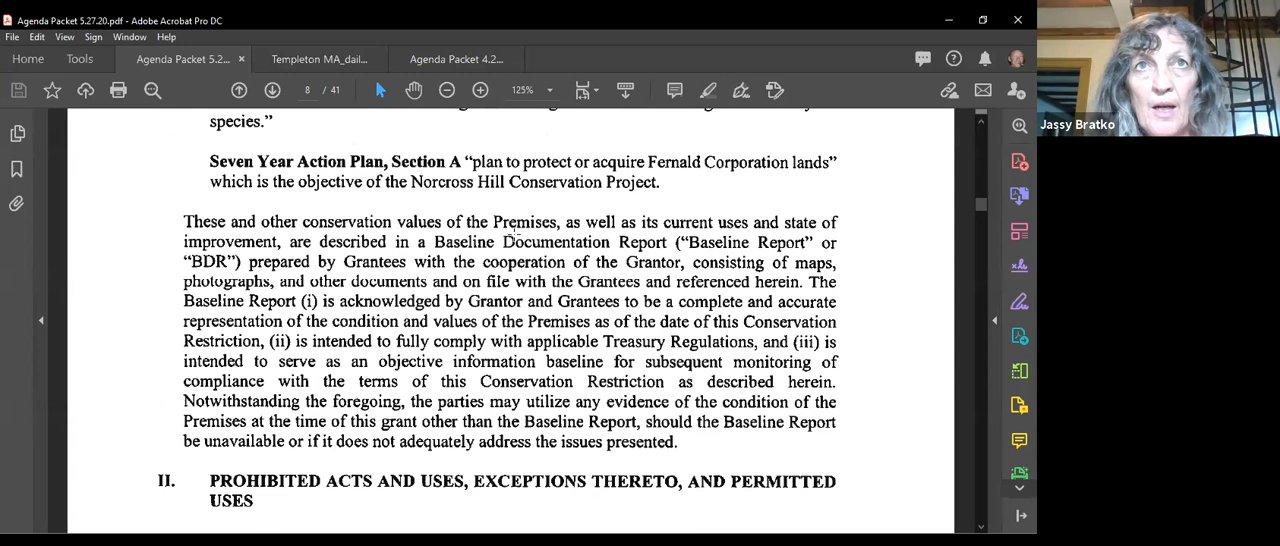 Agenda Packet 5.27.20.pdf - Adobe Acrobat Pro DC
File Edit View Sign Window Help
Home Tools Agenda Packet 5.2... × Templeton MA_dail... Agenda Packet 4.2...
8 / 41 125%
Jassy Bratko
species.”
Seven Year Action Plan, Section A “plan to protect or acquire Fernald Corporation lands”
which is the objective of the Norcross Hill Conservation Project.
These and other conservation values of the Premises, as well as its current uses and state of
improvement, are described in a Baseline Documentation Report (“Baseline Report” or
“BDR”) prepared by Grantees with the cooperation of the Grantor, consisting of maps,
photographs, and other documents and on file with the Grantees and referenced herein. The
Baseline Report (i) is acknowledged by Grantor and Grantees to be a complete and accurate
representation of the condition and values of the Premises as of the date of this Conservation
Restriction, (ii) is intended to fully comply with applicable Treasury Regulations, and (iii) is
intended to serve as an objective information baseline for subsequent monitoring of
compliance with the terms of this Conservation Restriction as described herein.
Notwithstanding the foregoing, the parties may utilize any evidence of the condition of the
Premises at the time of this grant other than the Baseline Report, should the Baseline Report
be unavailable or if it does not adequately address the issues presented.
II. PROHIBITED ACTS AND USES, EXCEPTIONS THERETO, AND PERMITTED
USES